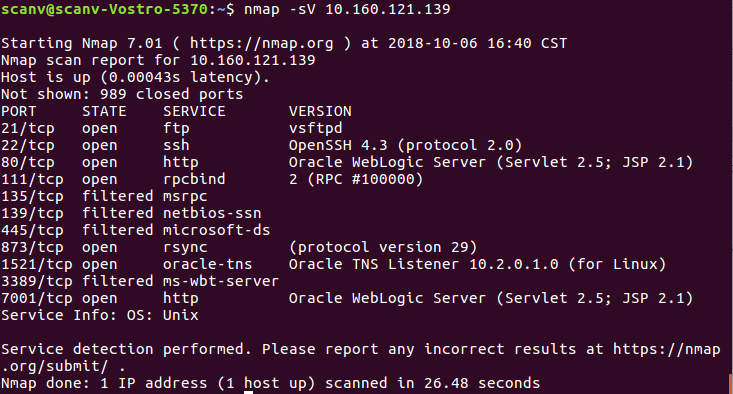 scanv@scanv-Vostro-5370:~$ nmap -sV 10.160.121.139
Starting Nmap 7.01 ( https://nmap.org ) at 2018-10-06 16:40 CST
Nmap scan report for 10.160.121.139
Host is up (0.00043s latency).
Not shown: 989 closed ports
PORT     STATE    SERVICE       VERSION
21/tcp   open     ftp           vsftpd
22/tcp   open     ssh           OpenSSH 4.3 (protocol 2.0)
80/tcp   open     http          Oracle WebLogic Server (Servlet 2.5; JSP 2.1)
111/tcp  open     rpcbind       2 (RPC #100000)
135/tcp  filtered msrpc
139/tcp  filtered netbios-ssn
445/tcp  filtered microsoft-ds
873/tcp  open     rsync         (protocol version 29)
1521/tcp open     oracle-tns    Oracle TNS Listener 10.2.0.1.0 (for Linux)
3389/tcp filtered ms-wbt-server
7001/tcp open     http          Oracle WebLogic Server (Servlet 2.5; JSP 2.1)
Service Info: OS: Unix
Service detection performed. Please report any incorrect results at https://nmap
.org/submit/ .
Nmap done: 1 IP address (1 host up) scanned in 26.48 seconds